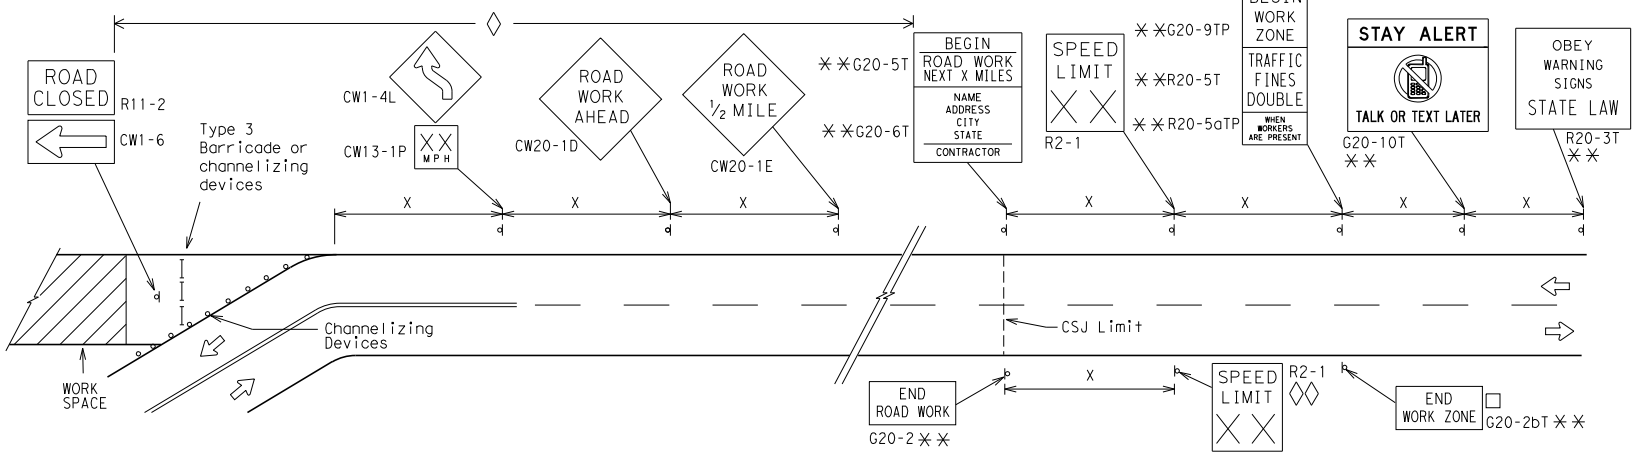 ROAD
CLOSED
R11-2
CW1-6
Type 3
Barricade or
channelizing
devices
CW1-4L
CW13-1P
XX
MPH
ROAD
WORK
AHEAD
CW20-1D
ROAD
WORK
1/2 MILE
CW20-1E
BEGIN
ROAD WORK
NEXT X MILES
NAME
ADDRESS
CITY
STATE
CONTRACTOR
**G20-5T
**G20-6T
SPEED
LIMIT
XX
R2-1
**G20-9TP
**R20-5T
**R20-5aTP
BEGIN
WORK
ZONE
TRAFFIC
FINES
DOUBLE
WHEN
WORKERS
ARE PRESENT
STAY ALERT
TALK OR TEXT LATER
G20-10T
**
OBEY
WARNING
SIGNS
STATE LAW
R20-3T
**
X
X
X
X
X
X
X
Channelizing
Devices
CSJ Limit
WORK
SPACE
END
ROAD WORK
G20-2 **
X
SPEED
LIMIT
XX
R2-1
END
WORK ZONE
G20-2bT **